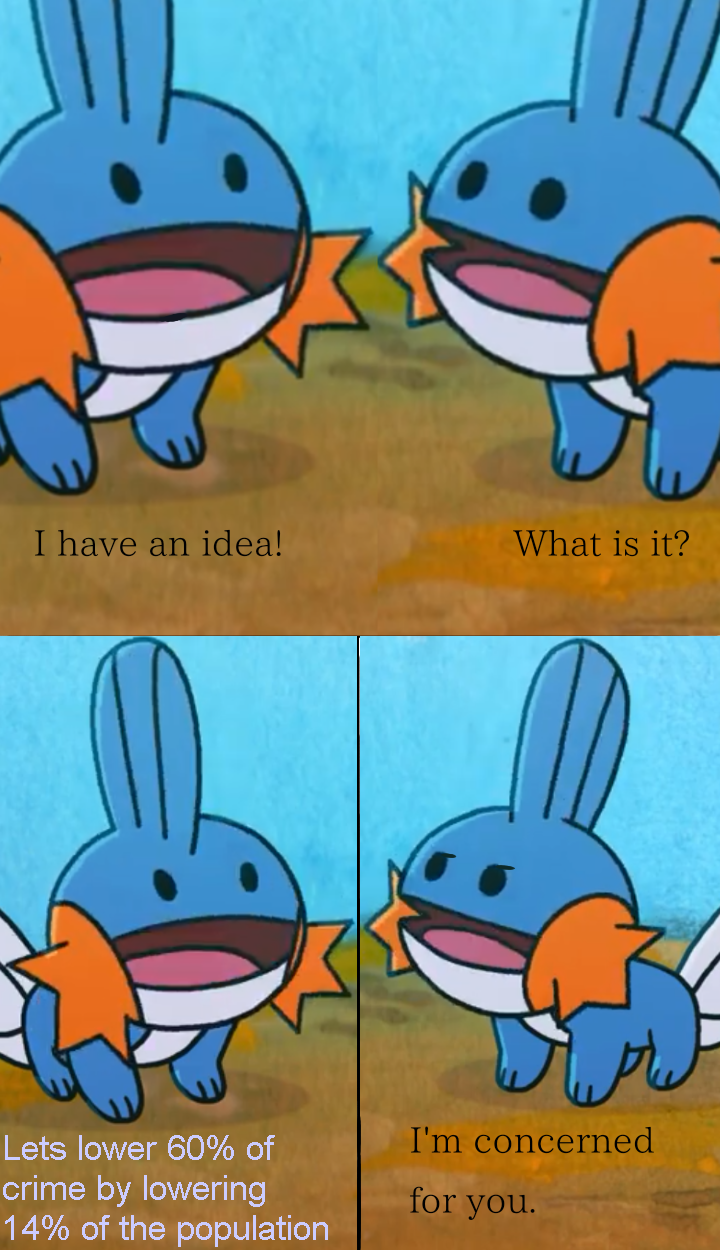 I have an idea!
What is it?
Lets lower 60% of
crime by lowering
14% of the population
I'm concerned
for you.